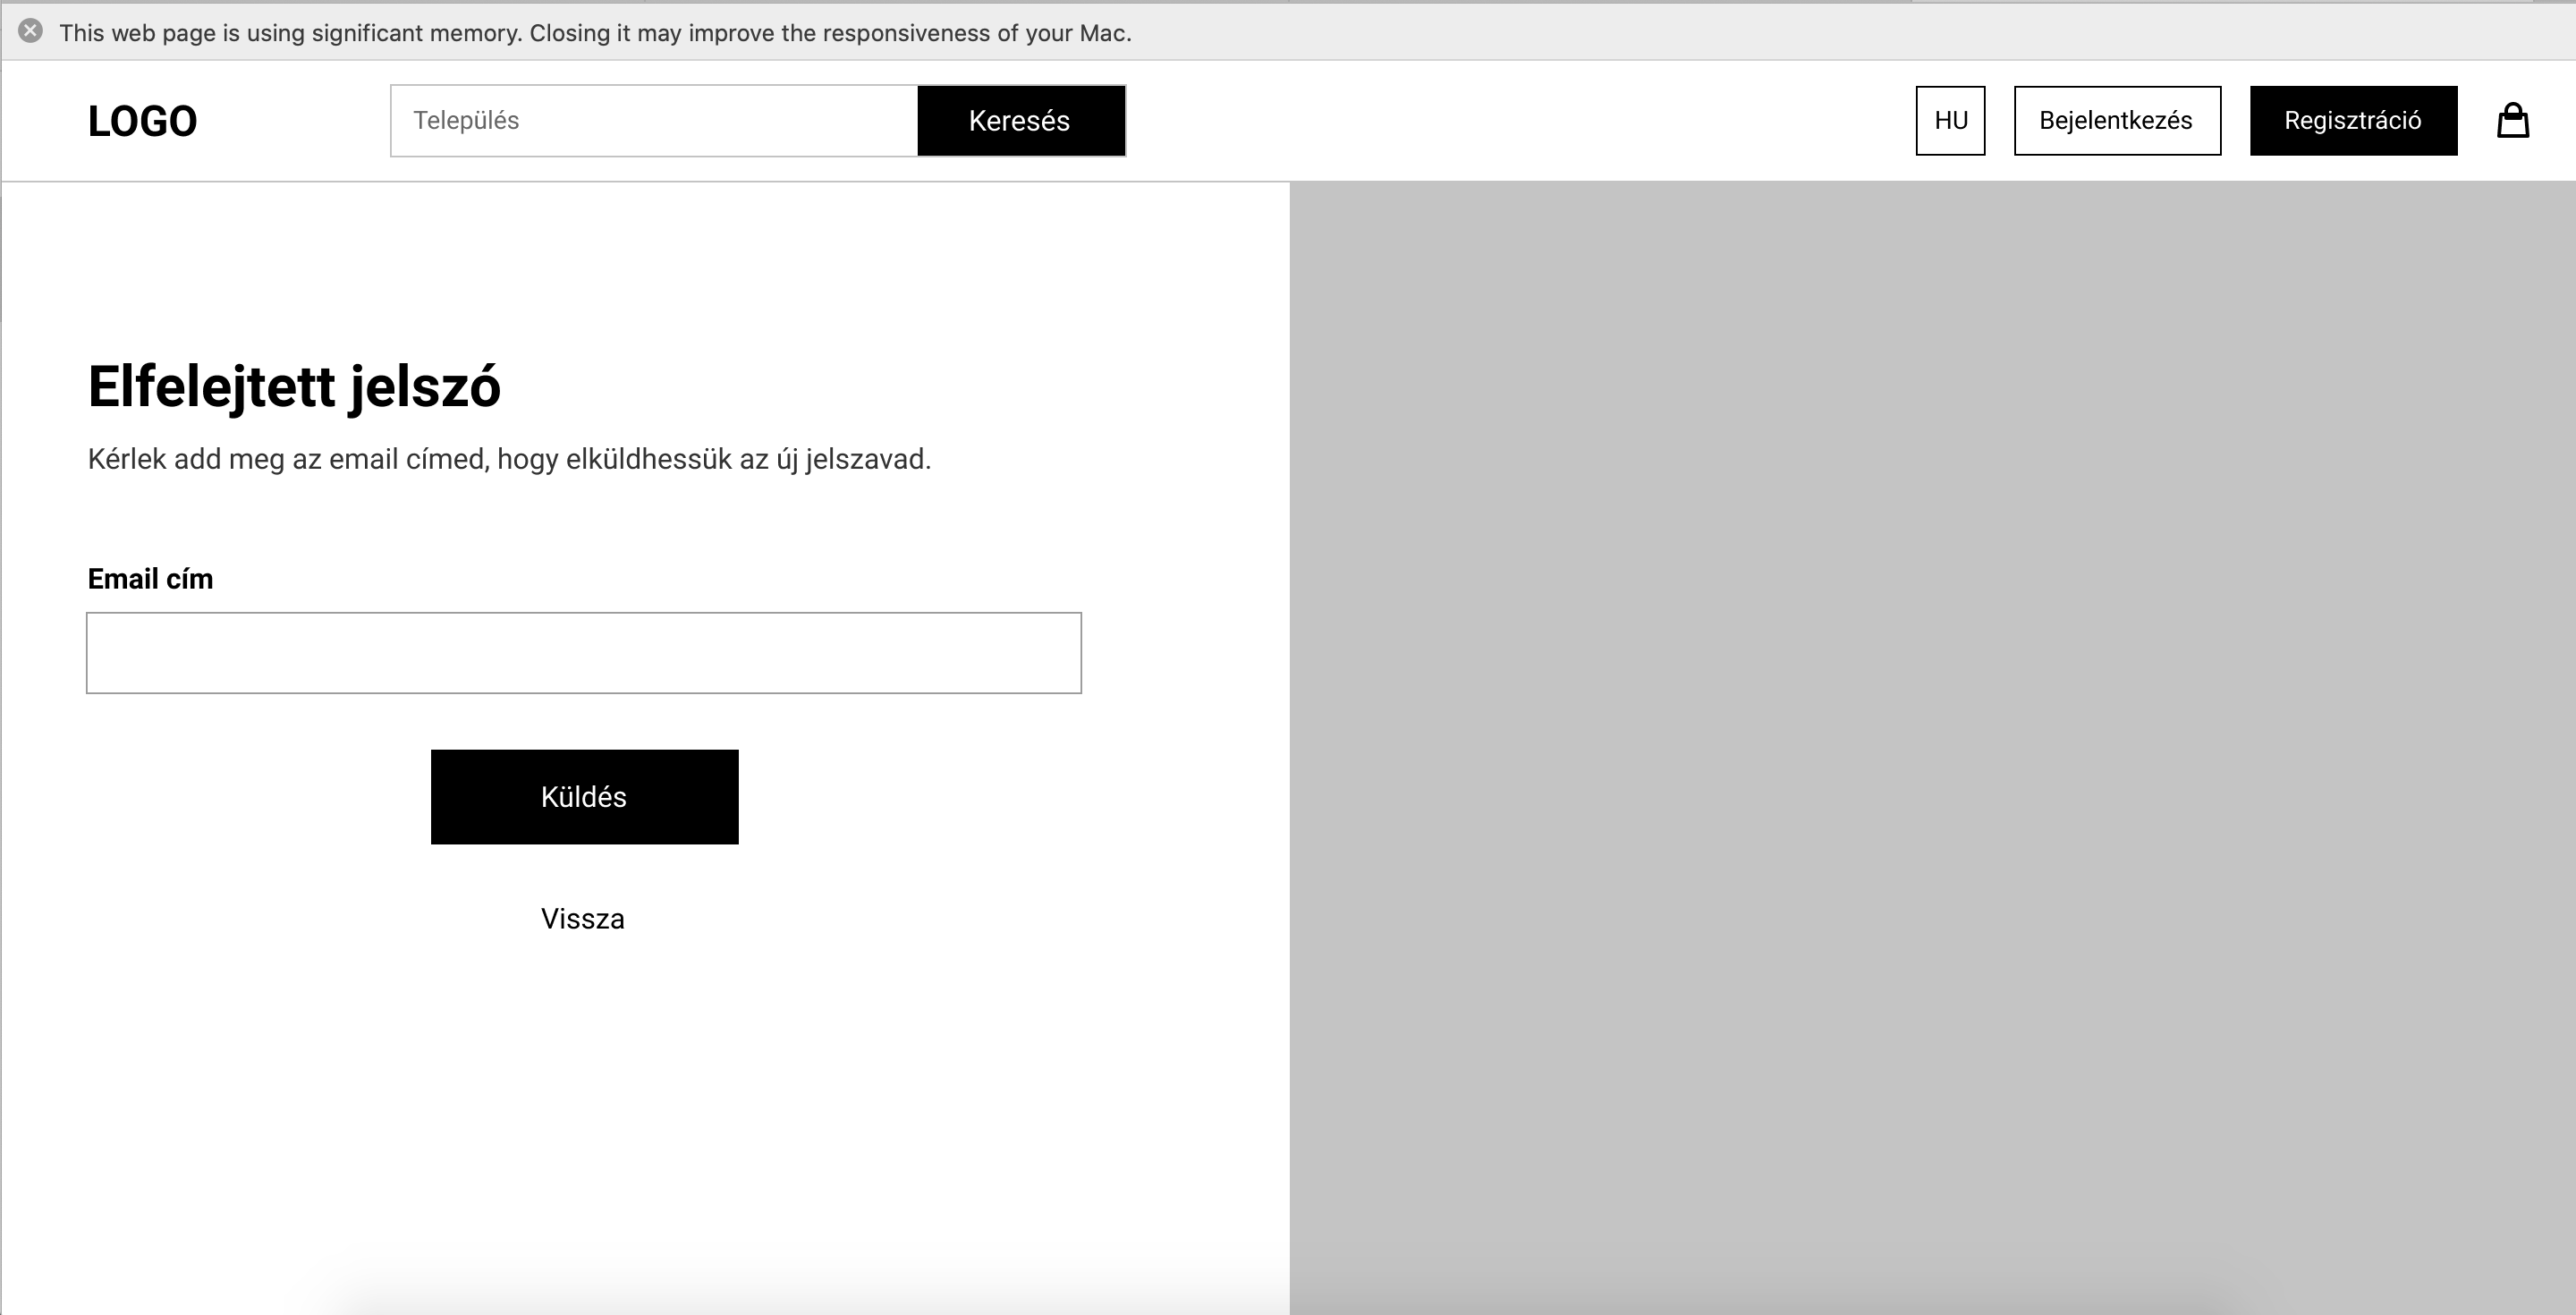 This web page is using significant memory. Closing it may improve the responsiveness of your Mac.
LOGO
Település
Keresés
HU
Bejelentkezés
Regisztráció
Elfelejtett jelszó
Kérlek add meg az email címed, hogy elküldhessük az új jelszavad.
Email cím
Küldés
Vissza